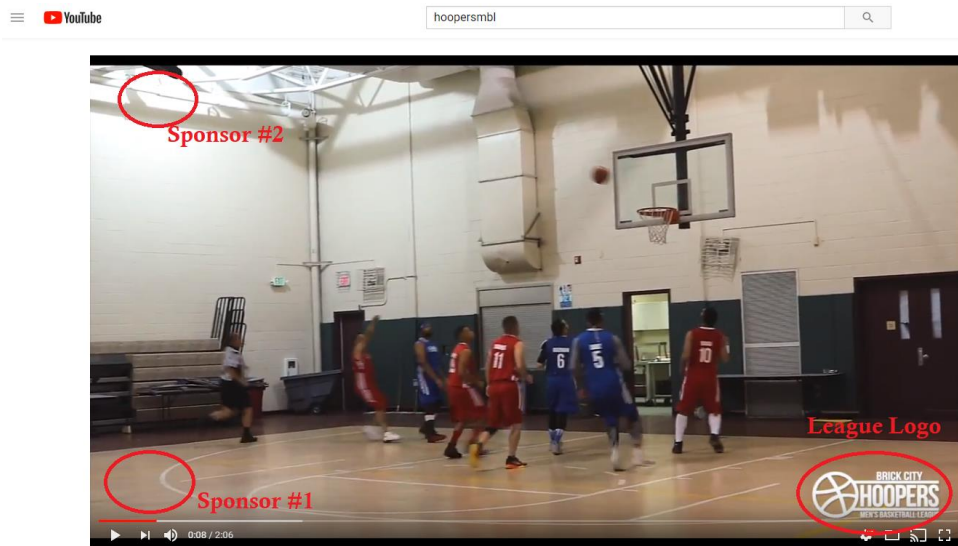 YouTube
hoopersmbl
Sponsor #2
11
6
5
10
League Logo
BRICK CITY
HOOPERS
MEN'S BASKETBALL LEAGUE
Sponsor #1
0:08 / 2:06